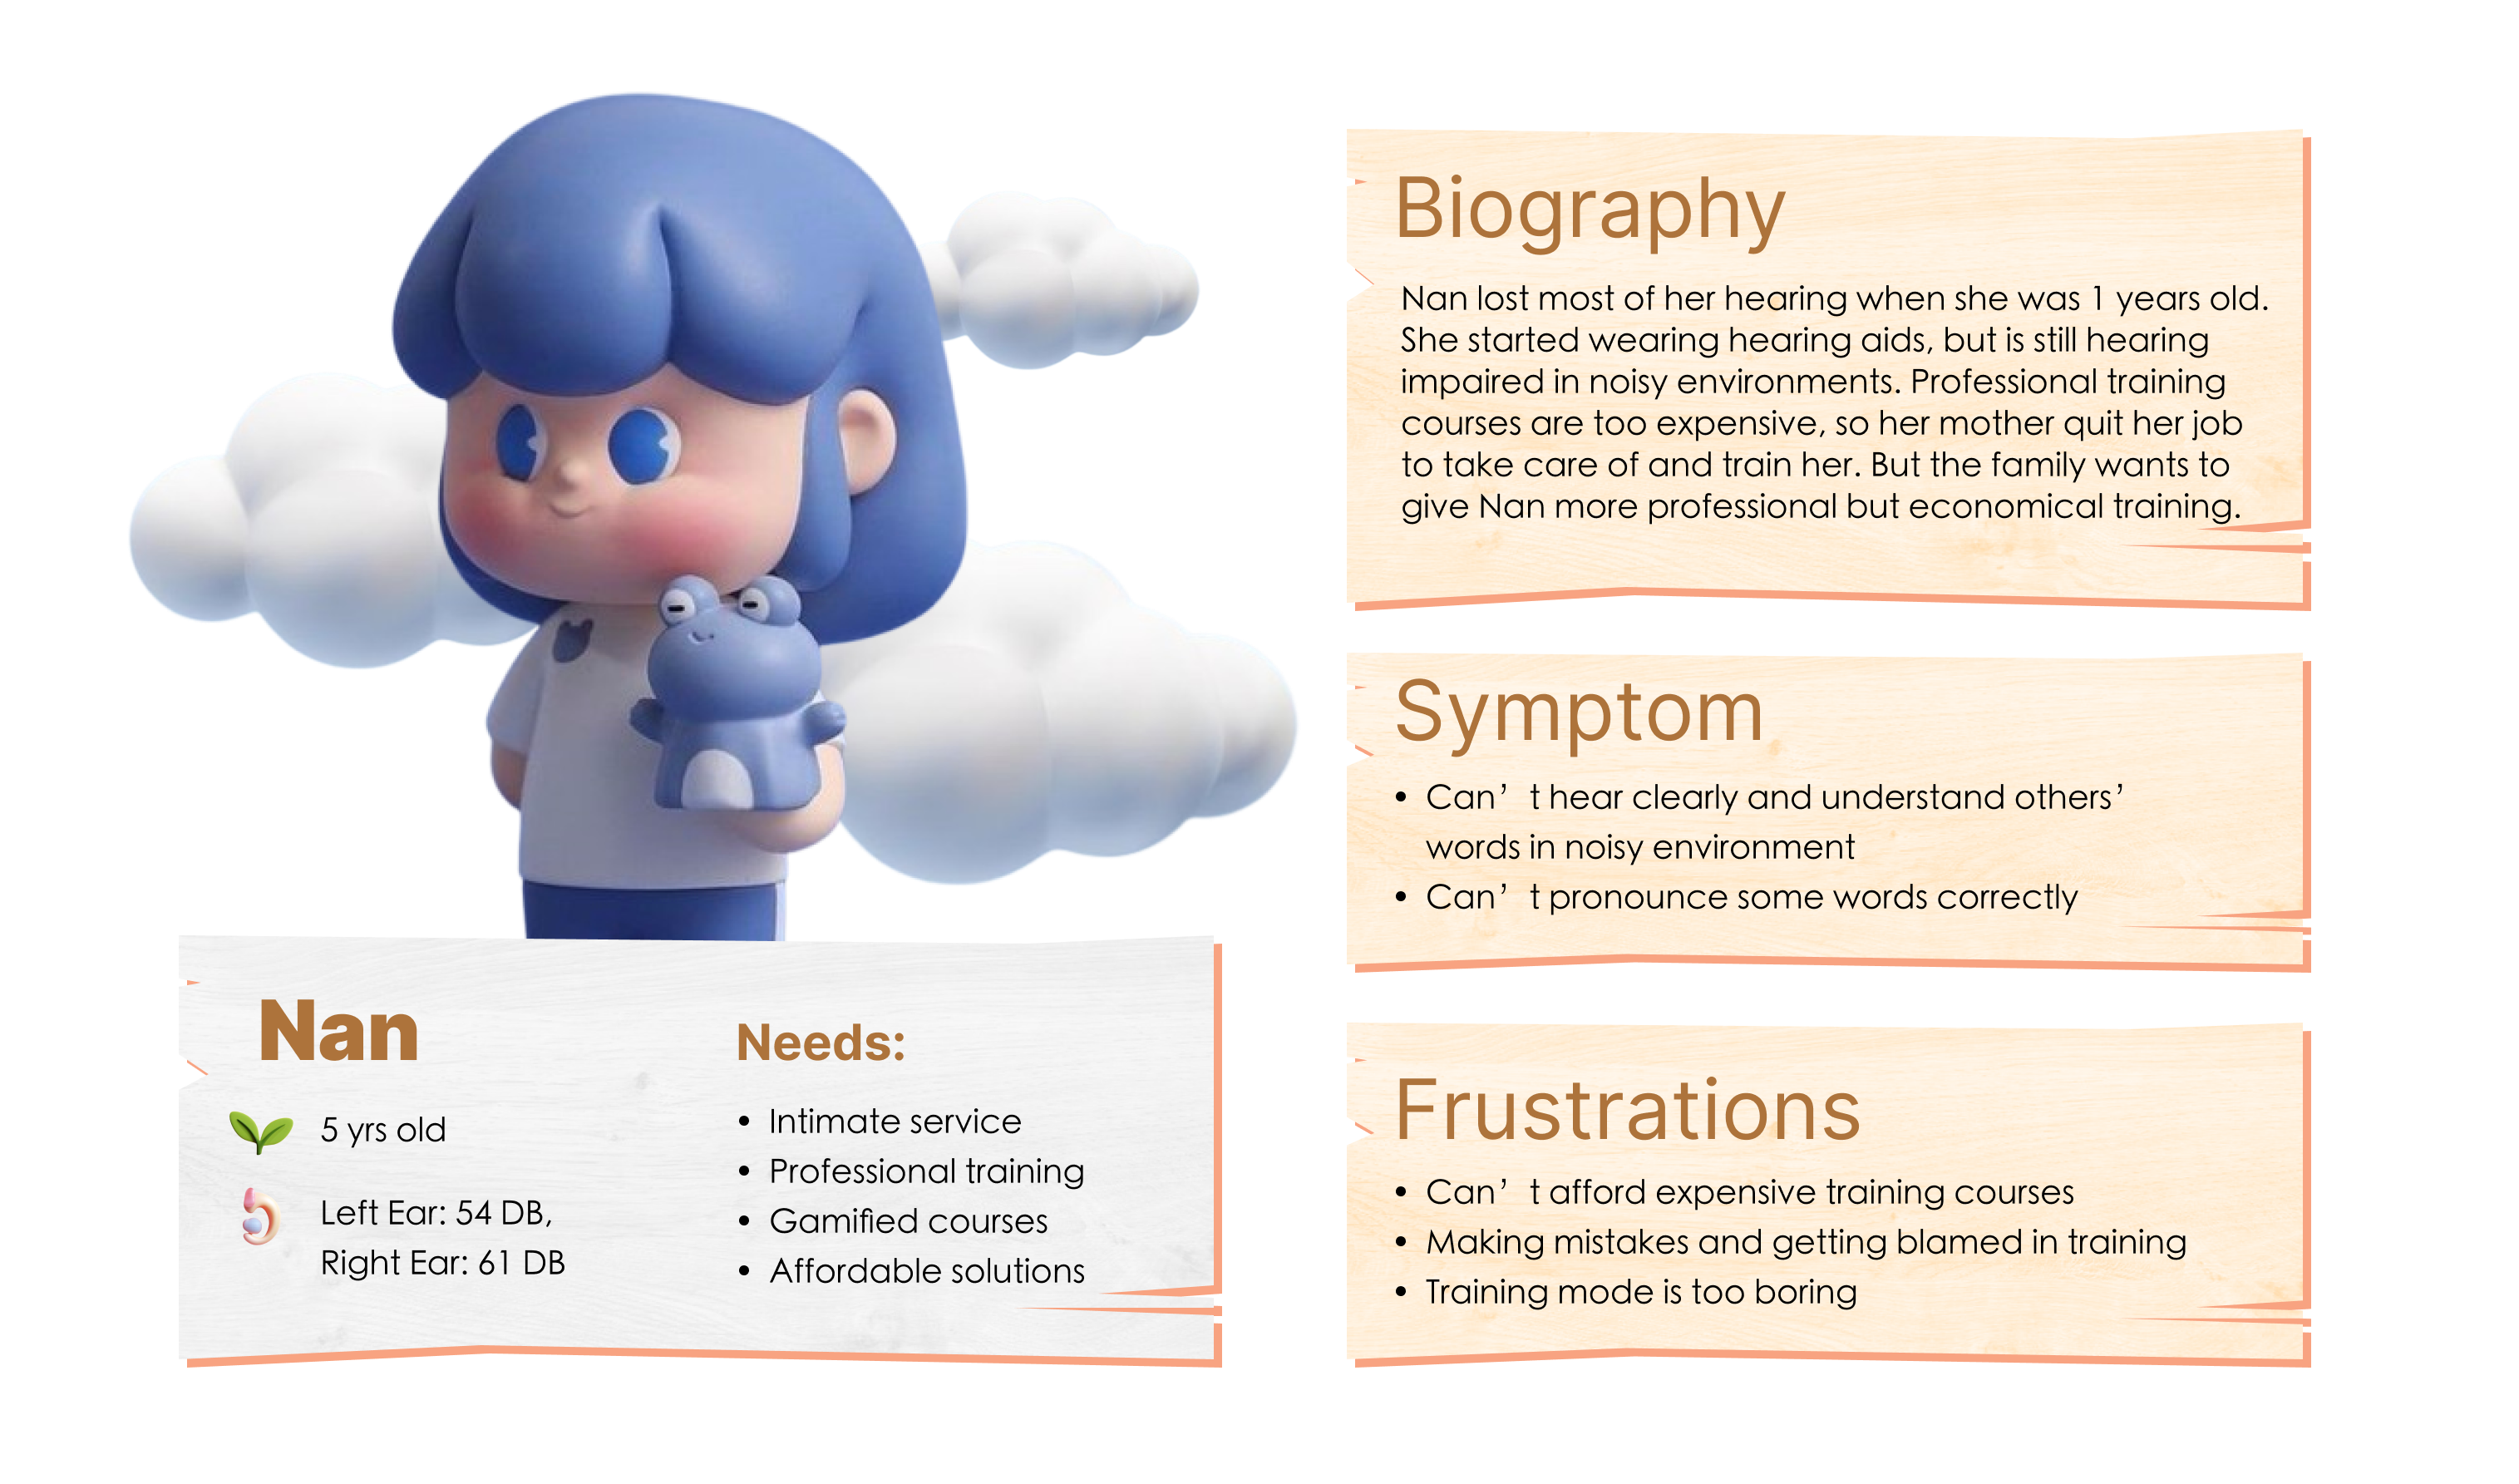 Nan
5 yrs old
Left Ear: 54 DB,
Right Ear: 61 DB
Needs:
• Intimate service
• Professional training
• Gamified courses
• Affordable solutions
Biography
Nan lost most of her hearing when she was 1 years old.
She started wearing hearing aids, but is still hearing
impaired in noisy environments. Professional training
courses are too expensive, so her mother quit her job
to take care of and train her. But the family wants to
give Nan more professional but economical training.
Symptom
• Can’t hear clearly and understand others’
words in noisy environment
• Can’t pronounce some words correctly
Frustrations
• Can’t afford expensive training courses
• Making mistakes and getting blamed in training
• Training mode is too boring